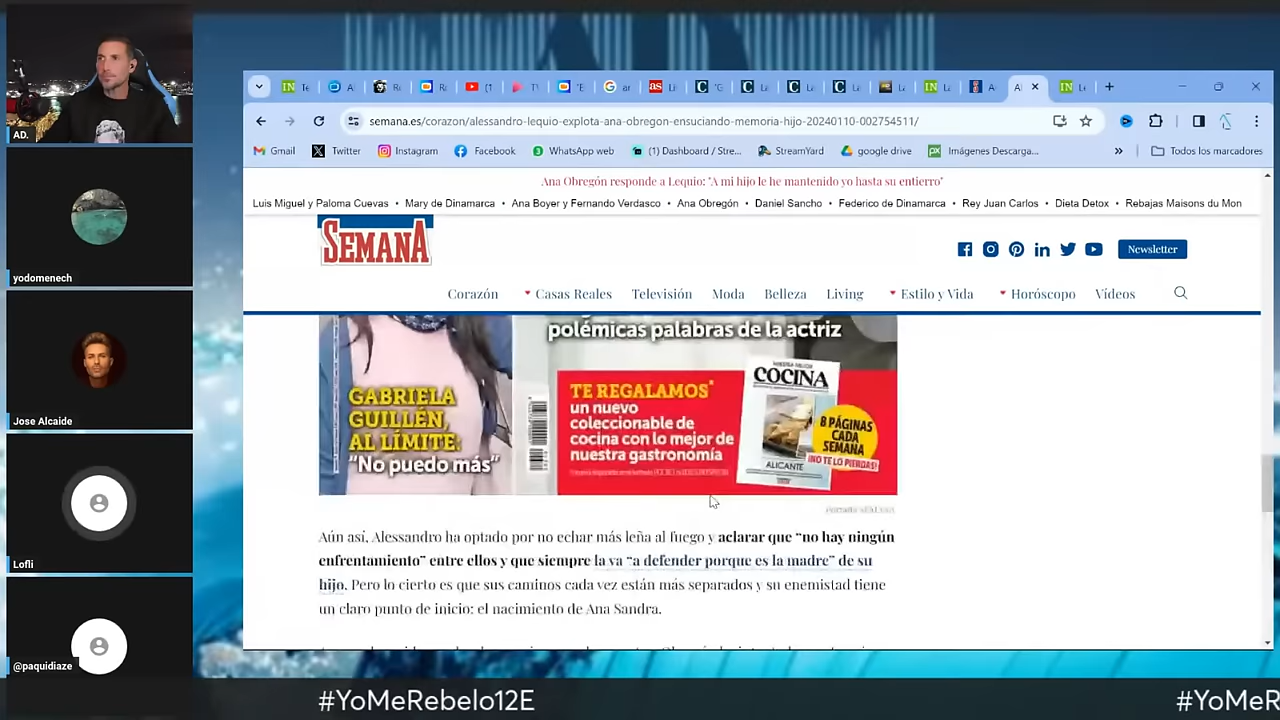 AD.
yodomenech
Jose Alcaide
Lofli
@paquidiaze
semana.es/corazon/alessandro-lequio-explota-ana-obregon-ensuciando-memoria-hijo-20240110-002754511/
Gmail
Twitter
Instagram
Facebook
WhatsApp web
(1) Dashboard / Stre...
StreamYard
google drive
Imágenes Descarga...
»
Todos los marcadores
Ana Obregón responde a Lequio: "A mi hijo le he mantenido yo hasta su entierro"
Luis Miguel y Paloma Cuevas • Mary de Dinamarca • Ana Boyer y Fernando Verdasco • Ana Obregón • Daniel Sancho • Federico de Dinamarca • Rey Juan Carlos • Dieta Detox • Rebajas Maisons du Mon
SEMANA
Newsletter
Corazón
Casas Reales
Televisión
Moda
Belleza
Living
Estilo y Vida
Horóscopo
Vídeos
polémicas palabras de la actriz
GABRIELA
GUILLÉN,
AL LÍMITE:
"No puedo más"
TE REGALAMOS*
un nuevo
coleccionable de
cocina con lo mejor de
nuestra gastronomía
COCINA
ALICANTE
8 PÁGINAS
CADA
SEMANA
¡NO TE LO PIERDAS!
Aún así, Alessandro ha optado por no echar más leña al fuego y aclarar que “no hay ningún
enfrentamiento” entre ellos y que siempre la va “a defender porque es la madre” de su
hijo. Pero lo cierto es que sus caminos cada vez están más separados y su enemistad tiene
un claro punto de inicio: el nacimiento de Ana Sandra.
#YoMeRebelo12E
#YoMeR